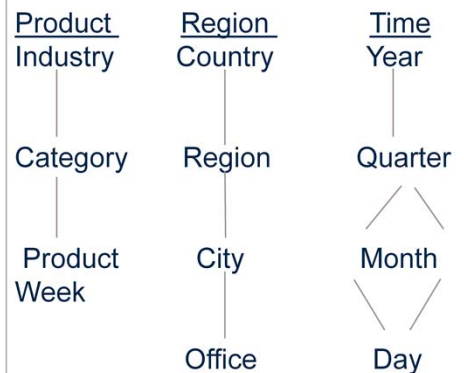 Product Region Time
Industry Country Year
Category Region Quarter
Product City Month
Week
Office Day